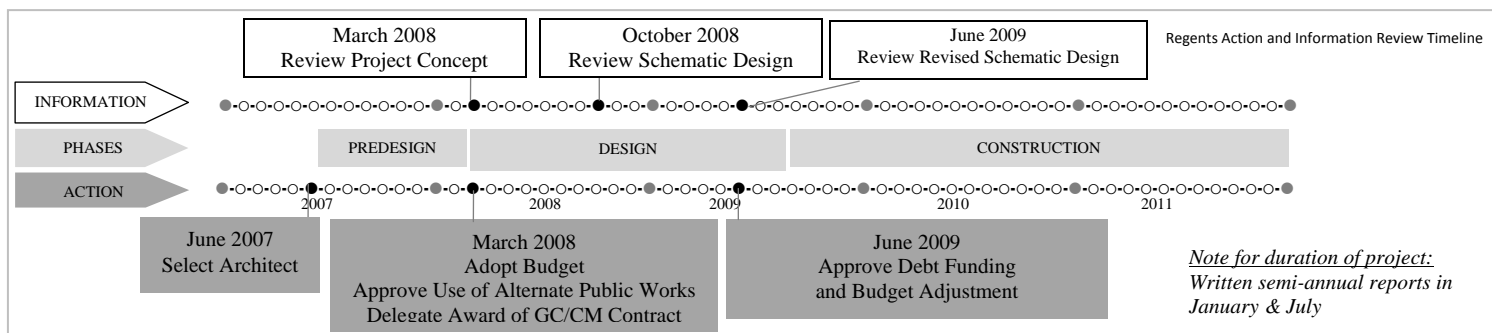 March 2008
Review Project Concept
October 2008
Review Schematic Design
June 2009
Review Revised Schematic Design
Regents Action and Information Review Timeline
INFORMATION
PHASES
PREDESIGN
DESIGN
CONSTRUCTION
ACTION
2007
2008
2009
2010
2011
June 2007
Select Architect
March 2008
Adopt Budget
Approve Use of Alternate Public Works
Delegate Award of GC/CM Contract
June 2009
Approve Debt Funding
and Budget Adjustment
Note for duration of project:
Written semi-annual reports in
January & July